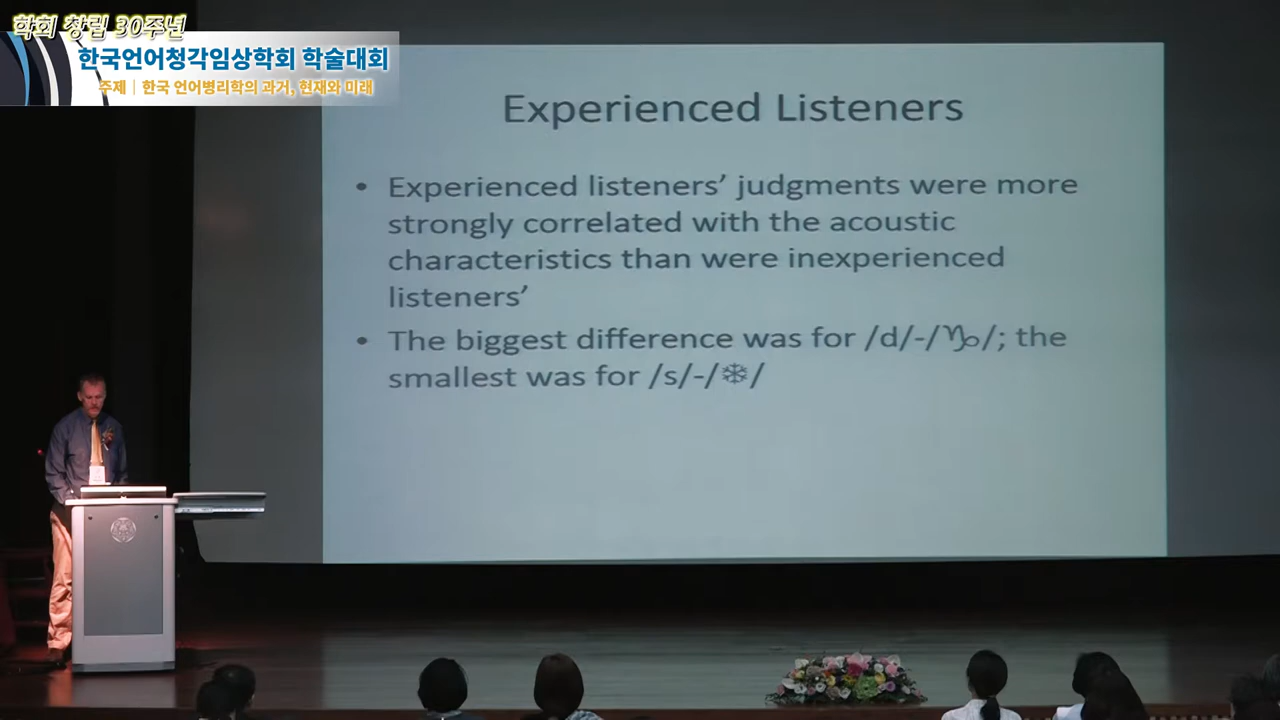 학회 창립 30주년
한국언어청각임상학회 학술대회
주제 | 한국 언어병리학의 과거, 현재와 미래
Experienced Listeners
• Experienced listeners’ judgments were more
strongly correlated with the acoustic
characteristics than were inexperienced
listeners’
• The biggest difference was for /d/-/♑/; the
smallest was for /s/-/❄/